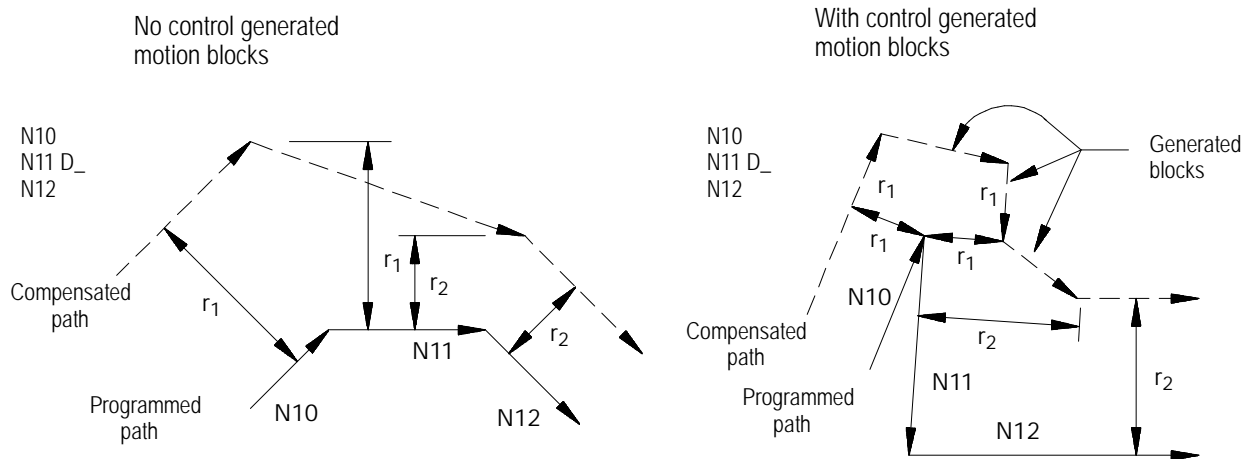 No control generated
motion blocks
N10
N11 D_
N12
r1
r2
r1
r2
Compensated
path
N11
Programmed
path
N10
N12
With control generated
motion blocks
N10
N11 D_
N12
Generated
blocks
r1
r1
r1
r1
N10
Compensated
path
r2
r2
Programmed
path
N11
N12